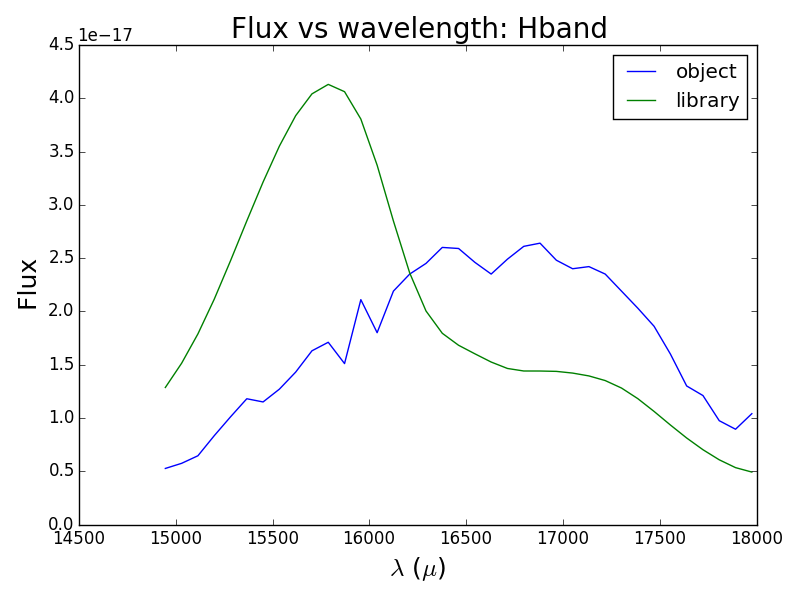 Flux vs wavelength: Hband
1e−17
object
library
4.5
4.0
3.5
3.0
2.5
2.0
1.5
1.0
0.5
0.0
Flux
14500 15000 15500 16000 16500 17000 17500 18000
λ (μ)